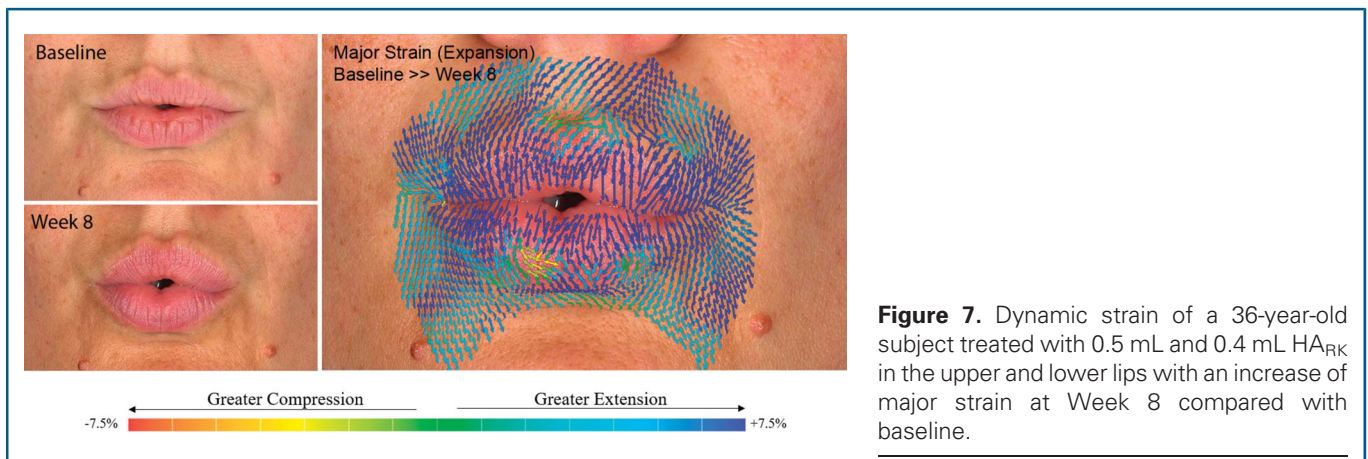 Baseline
Week 8
Major Strain (Expansion)
Baseline >> Week 8
Greater Compression
Greater Extension
-7.5%
+7.5%
Figure 7. Dynamic strain of a 36-year-old
subject treated with 0.5 mL and 0.4 mL HARK
in the upper and lower lips with an increase of
major strain at Week 8 compared with
baseline.